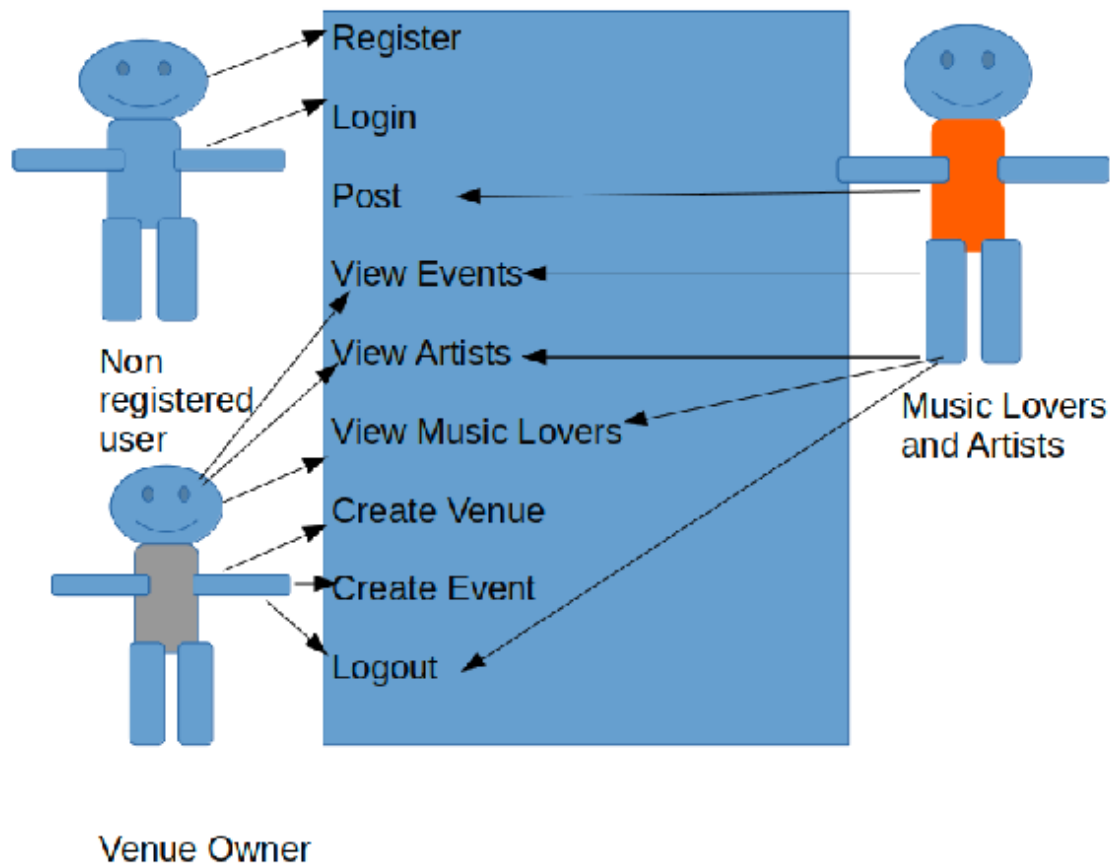 Register
Login
Post
View Events
View Artists
View Music Lovers
Create Venue
Create Event
Logout
Non
registered
user
Music Lovers
and Artists
Venue Owner